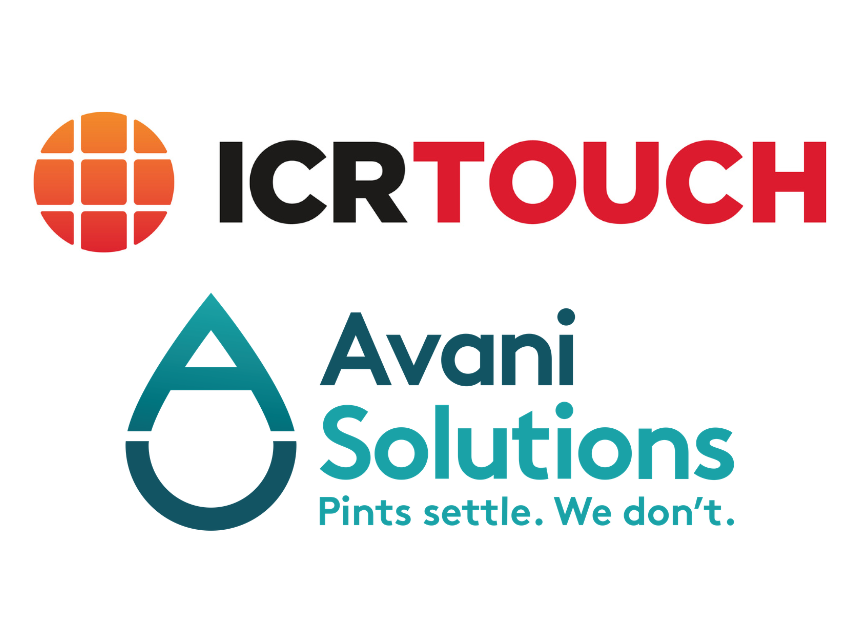 ICRTOUCH
Avani
Solutions
Pints settle. We don't.